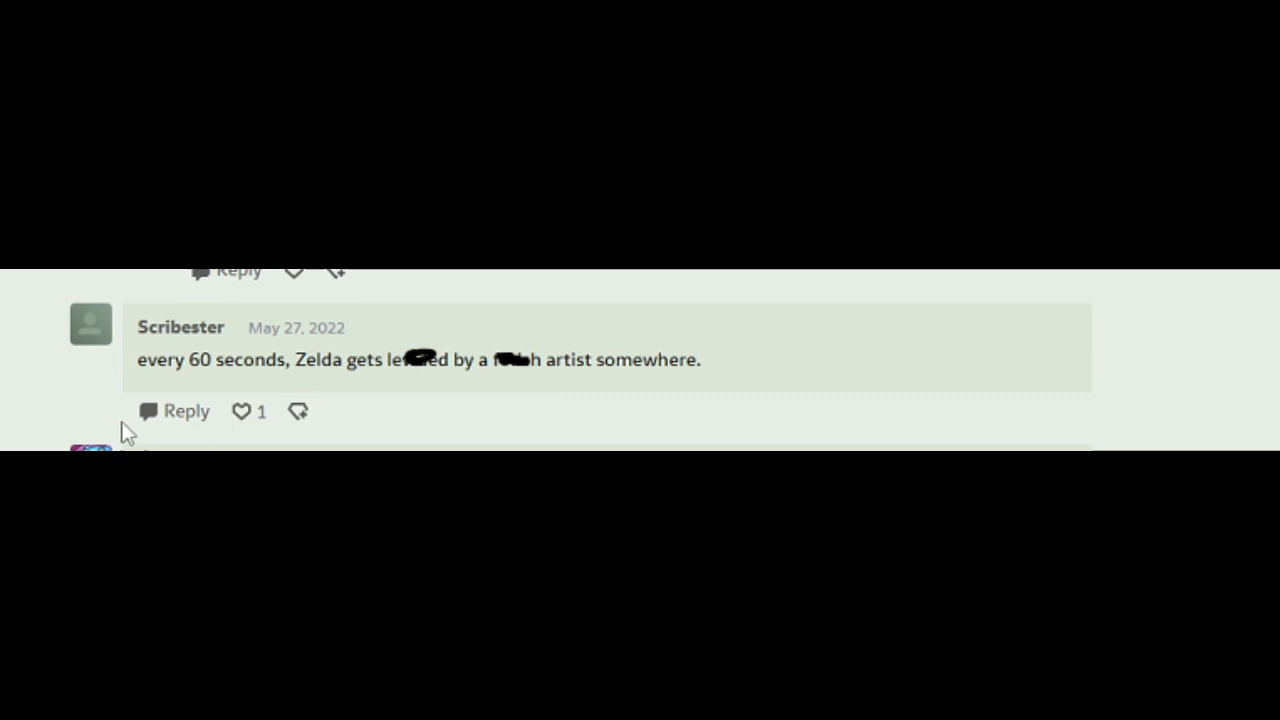 Reply
Scribester May 27, 2022
every 60 seconds, Zelda gets by a artist somewhere.
Reply 1